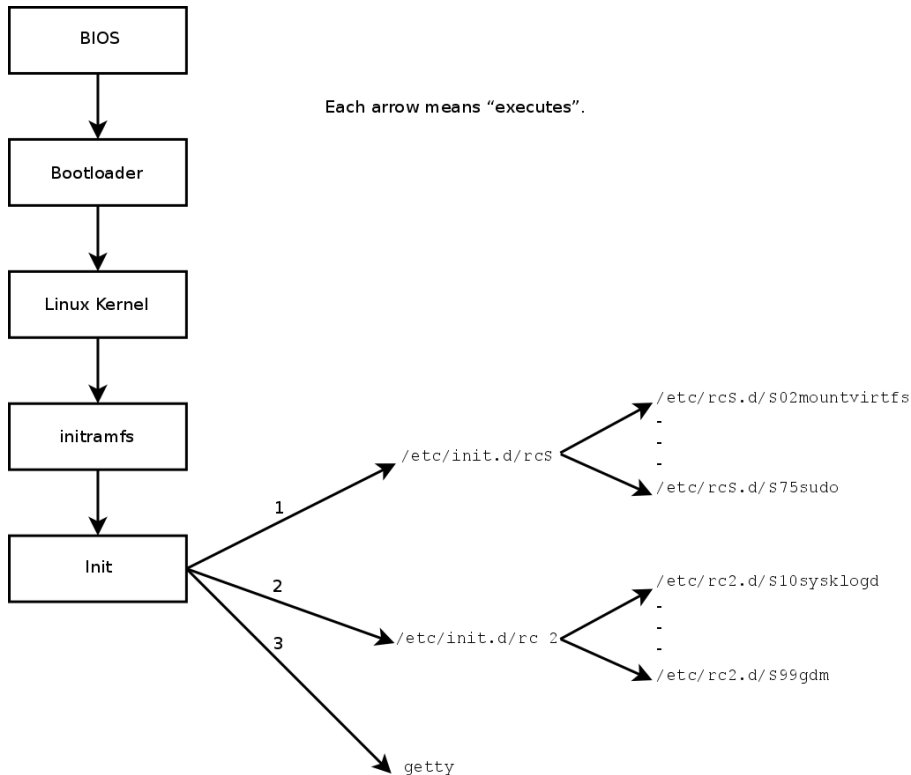 BIOS
Each arrow means “executes”.
Bootloader
Linux Kernel
initramfs
Init
1
2
3
/etc/init.d/rcS
/etc/rcS.d/S02mountvirtfs
-
-
-
/etc/rcS.d/S75sudo
/etc/init.d/rc 2
/etc/rc2.d/S10sysklogd
-
-
-
/etc/rc2.d/S99gdm
getty